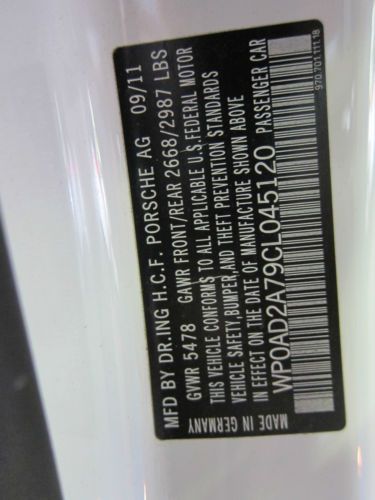 MFD BY DR.ING H.C.F. PORSCHE AG 09/11
GVWR 5478 GAWR FRONT/REAR 2668/2987 LBS
THIS VEHICLE CONFORMS TO ALL APPLICABLE U.S.FEDERAL MOTOR
VEHICLE SAFETY,BUMPER,AND THEFT PREVENTION STANDARDS
IN EFFECT ON THE DATE OF MANUFACTURE SHOWN ABOVE
WP0AD2A79CL045120 PASSENGER CAR
MADE IN GERMANY
970.701.111.18